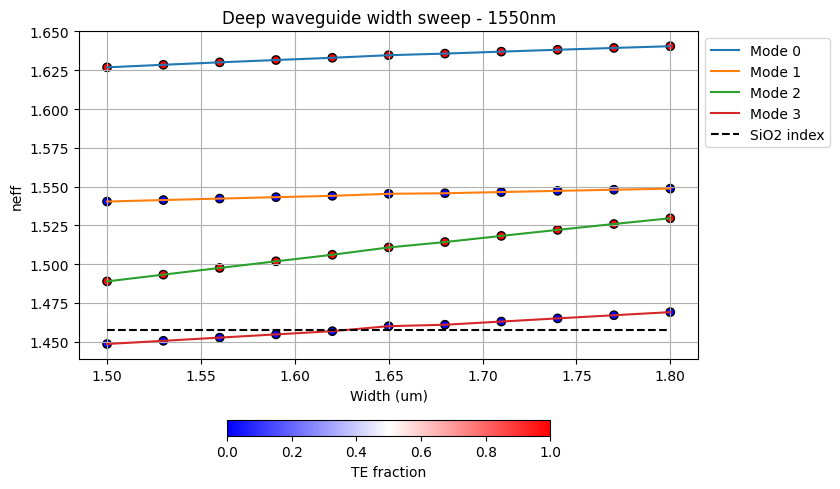 Deep waveguide width sweep - 1550nm
1.650
1.625
1.600
1.575
1.550
1.525
1.500
1.475
1.450
neff
1.50 1.55 1.60 1.65 1.70 1.75 1.80
Width (um)
Mode 0
Mode 1
Mode 2
Mode 3
SiO2 index
0.0 0.2 0.4 0.6 0.8 1.0
TE fraction